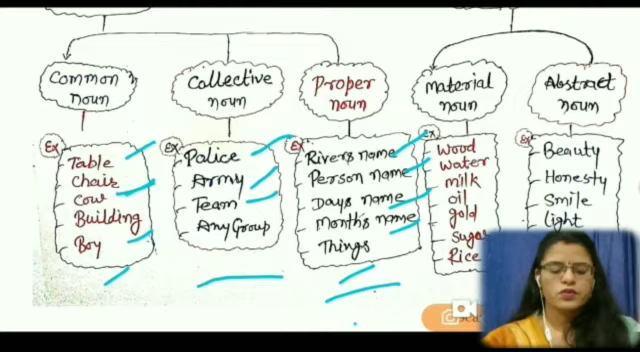 Common
noun
Collective
noun
Proper
noun
Material
noun
Abstract
noun
Ex
Table
Chair
Cow
Building
Boy
Ex
Police
Army
Team
Any Group
Ex
Rivers name
Person name
Days name
Months name
Things
Ex
Wood
water
milk
oil
gold
Sugar
Rice
Ex
Beauty
Honesty
Smile
Light